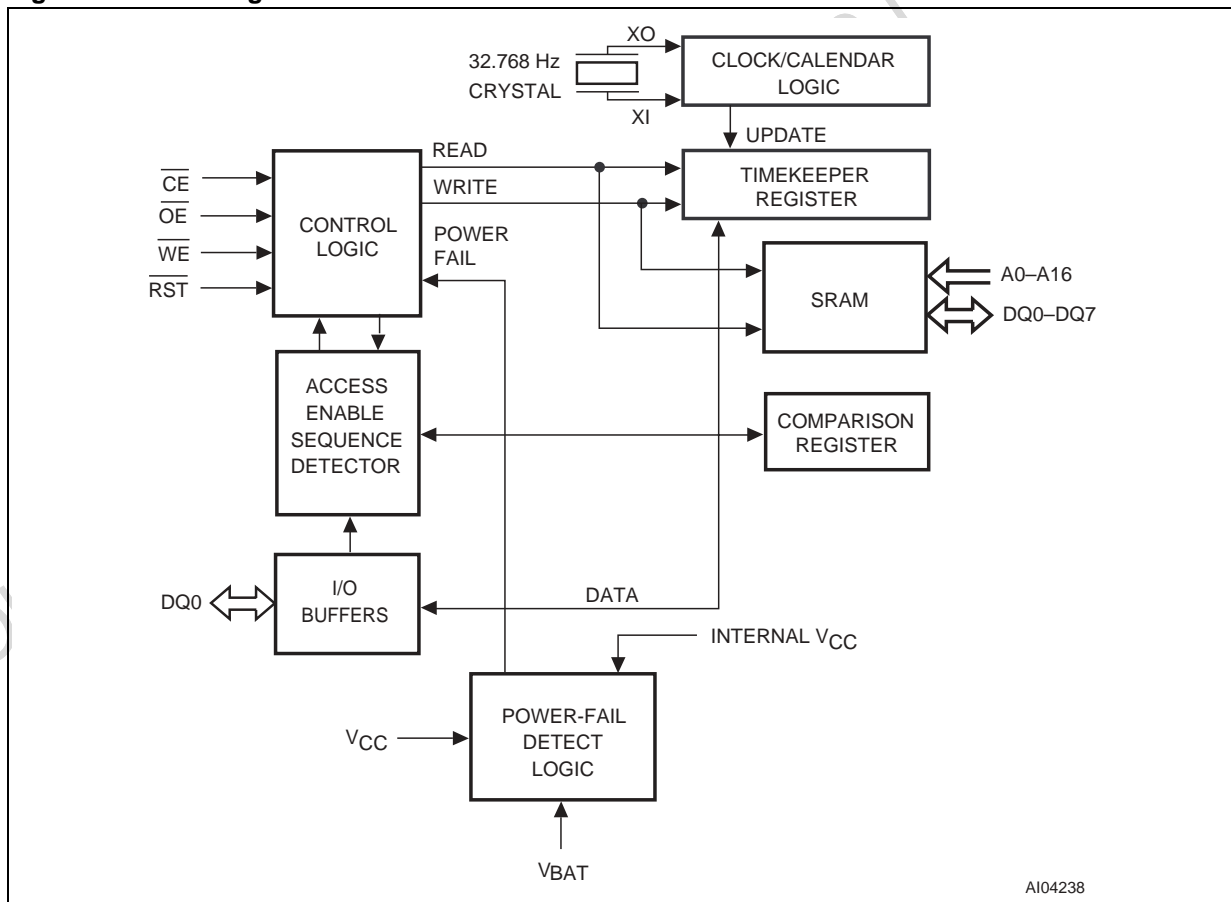 XO
32.768 Hz
CRYSTAL
XI
CLOCK/CALENDAR
LOGIC
UPDATE
READ
WRITE
TIMEKEEPER
REGISTER
CE
OE
WE
RST
CONTROL
LOGIC
POWER
FAIL
SRAM
A0–A16
DQ0–DQ7
ACCESS
ENABLE
SEQUENCE
DETECTOR
COMPARISON
REGISTER
I/O
BUFFERS
DQ0
DATA
INTERNAL VCC
POWER-FAIL
DETECT
LOGIC
VCC
VBAT
AI04238